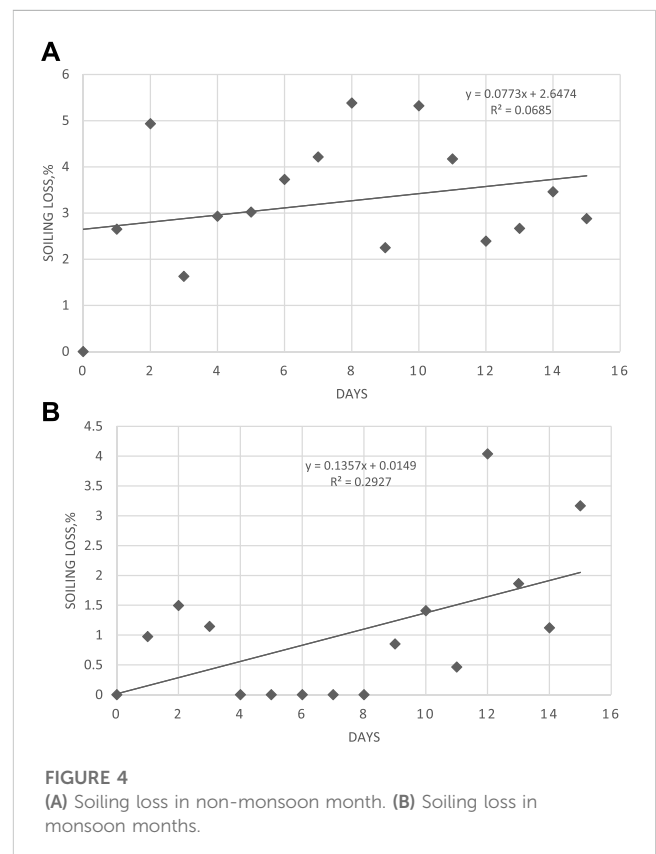 A
6
5
4
3
2
1
0
SOILING LOSS,%
y = 0.0773x + 2.6474
R² = 0.0685
0 2 4 6 8 10 12 14 16
DAYS
B
4.5
4
3.5
3
2.5
2
1.5
1
0.5
0
SOILING LOSS,%
y = 0.1357x + 0.0149
R² = 0.2927
0 2 4 6 8 10 12 14 16
DAYS
FIGURE 4
(A) Soiling loss in non-monsoon month. (B) Soiling loss in
monsoon months.